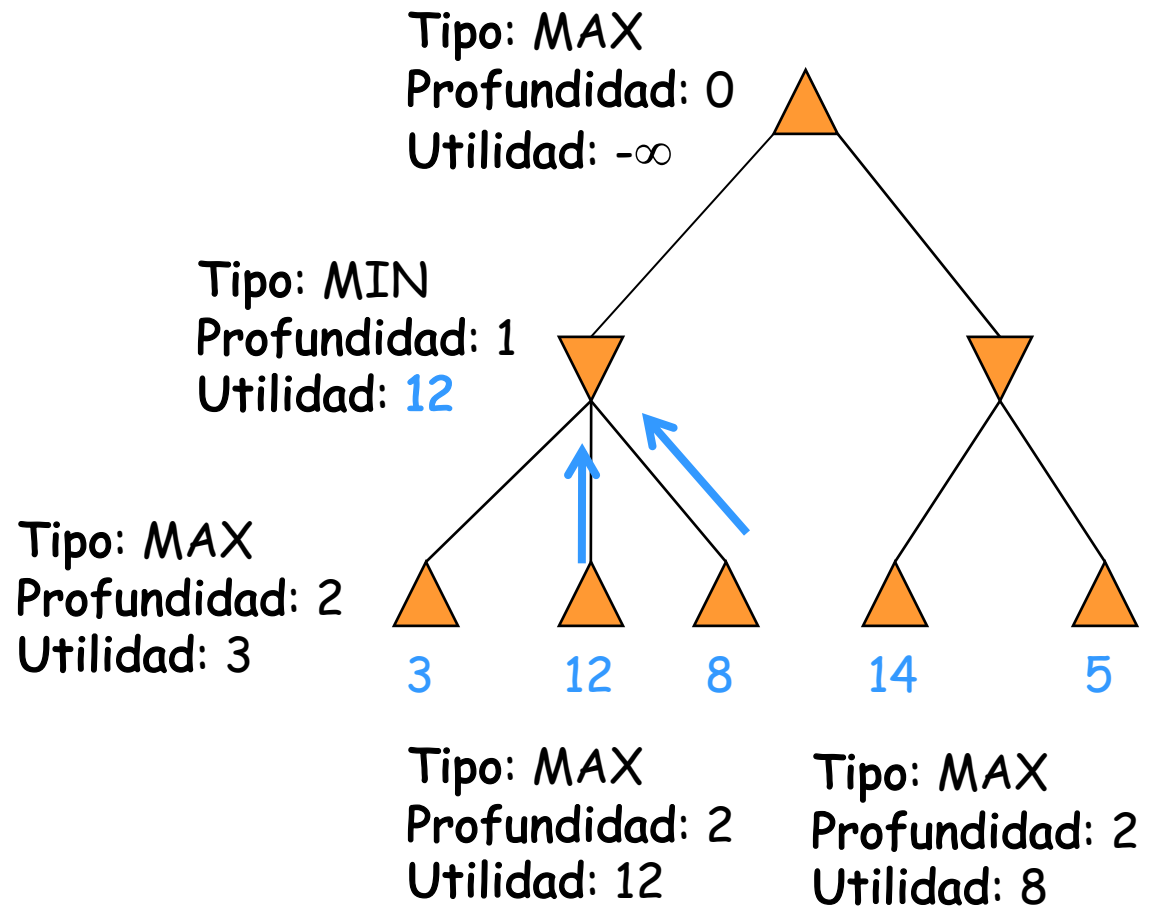 Tipo: MAX
Profundidad: 0
Utilidad: -∞
Tipo: MIN
Profundidad: 1
Utilidad: 12
Tipo: MAX
Profundidad: 2
Utilidad: 3
3 12 8 14 5
Tipo: MAX
Profundidad: 2
Utilidad: 12
Tipo: MAX
Profundidad: 2
Utilidad: 8